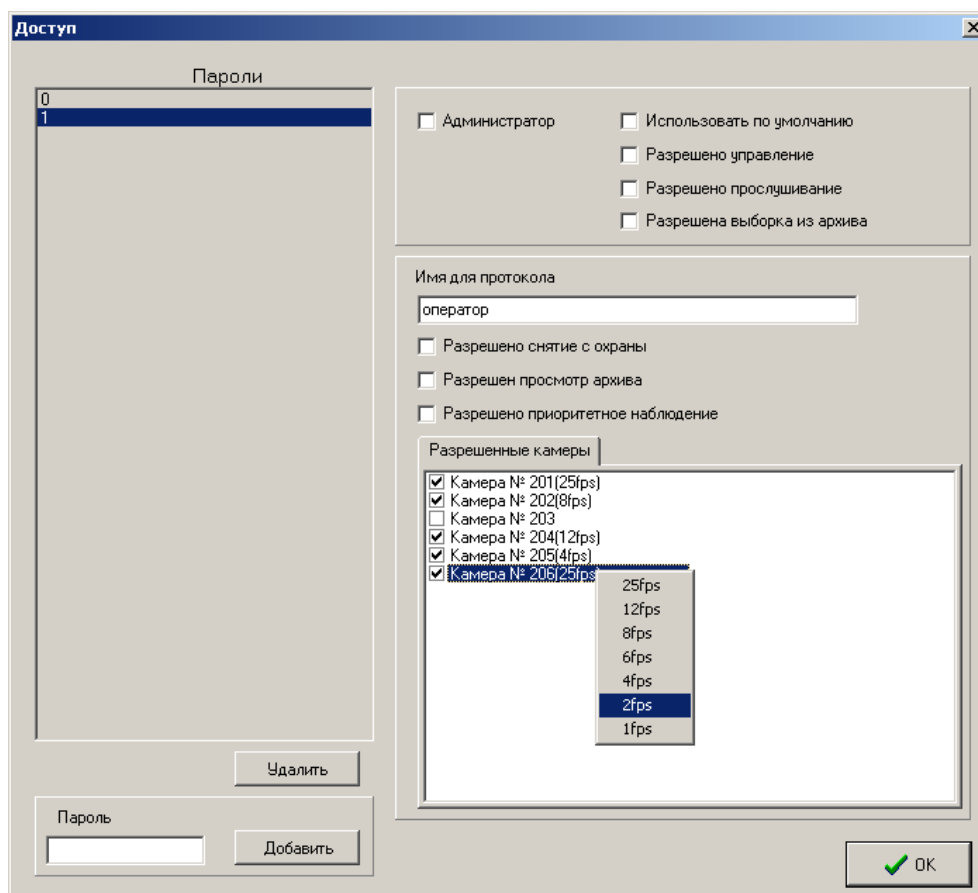 Доступ
Пароли
0
1
Удалить
Пароль
Добавить
Администратор
Использовать по умолчанию
Разрешено управление
Разрешено прослушивание
Разрешена выборка из архива
Имя для протокола
оператор
Разрешено снятие с охраны
Разрешен просмотр архива
Разрешено приоритетное наблюдение
Разрешенные камеры
Камера № 201(25fps)
Камера № 202(8fps)
Камера № 203
Камера № 204(12fps)
Камера № 205(4fps)
Камера № 206(25fps
25fps
12fps
8fps
6fps
4fps
2fps
1fps
OK